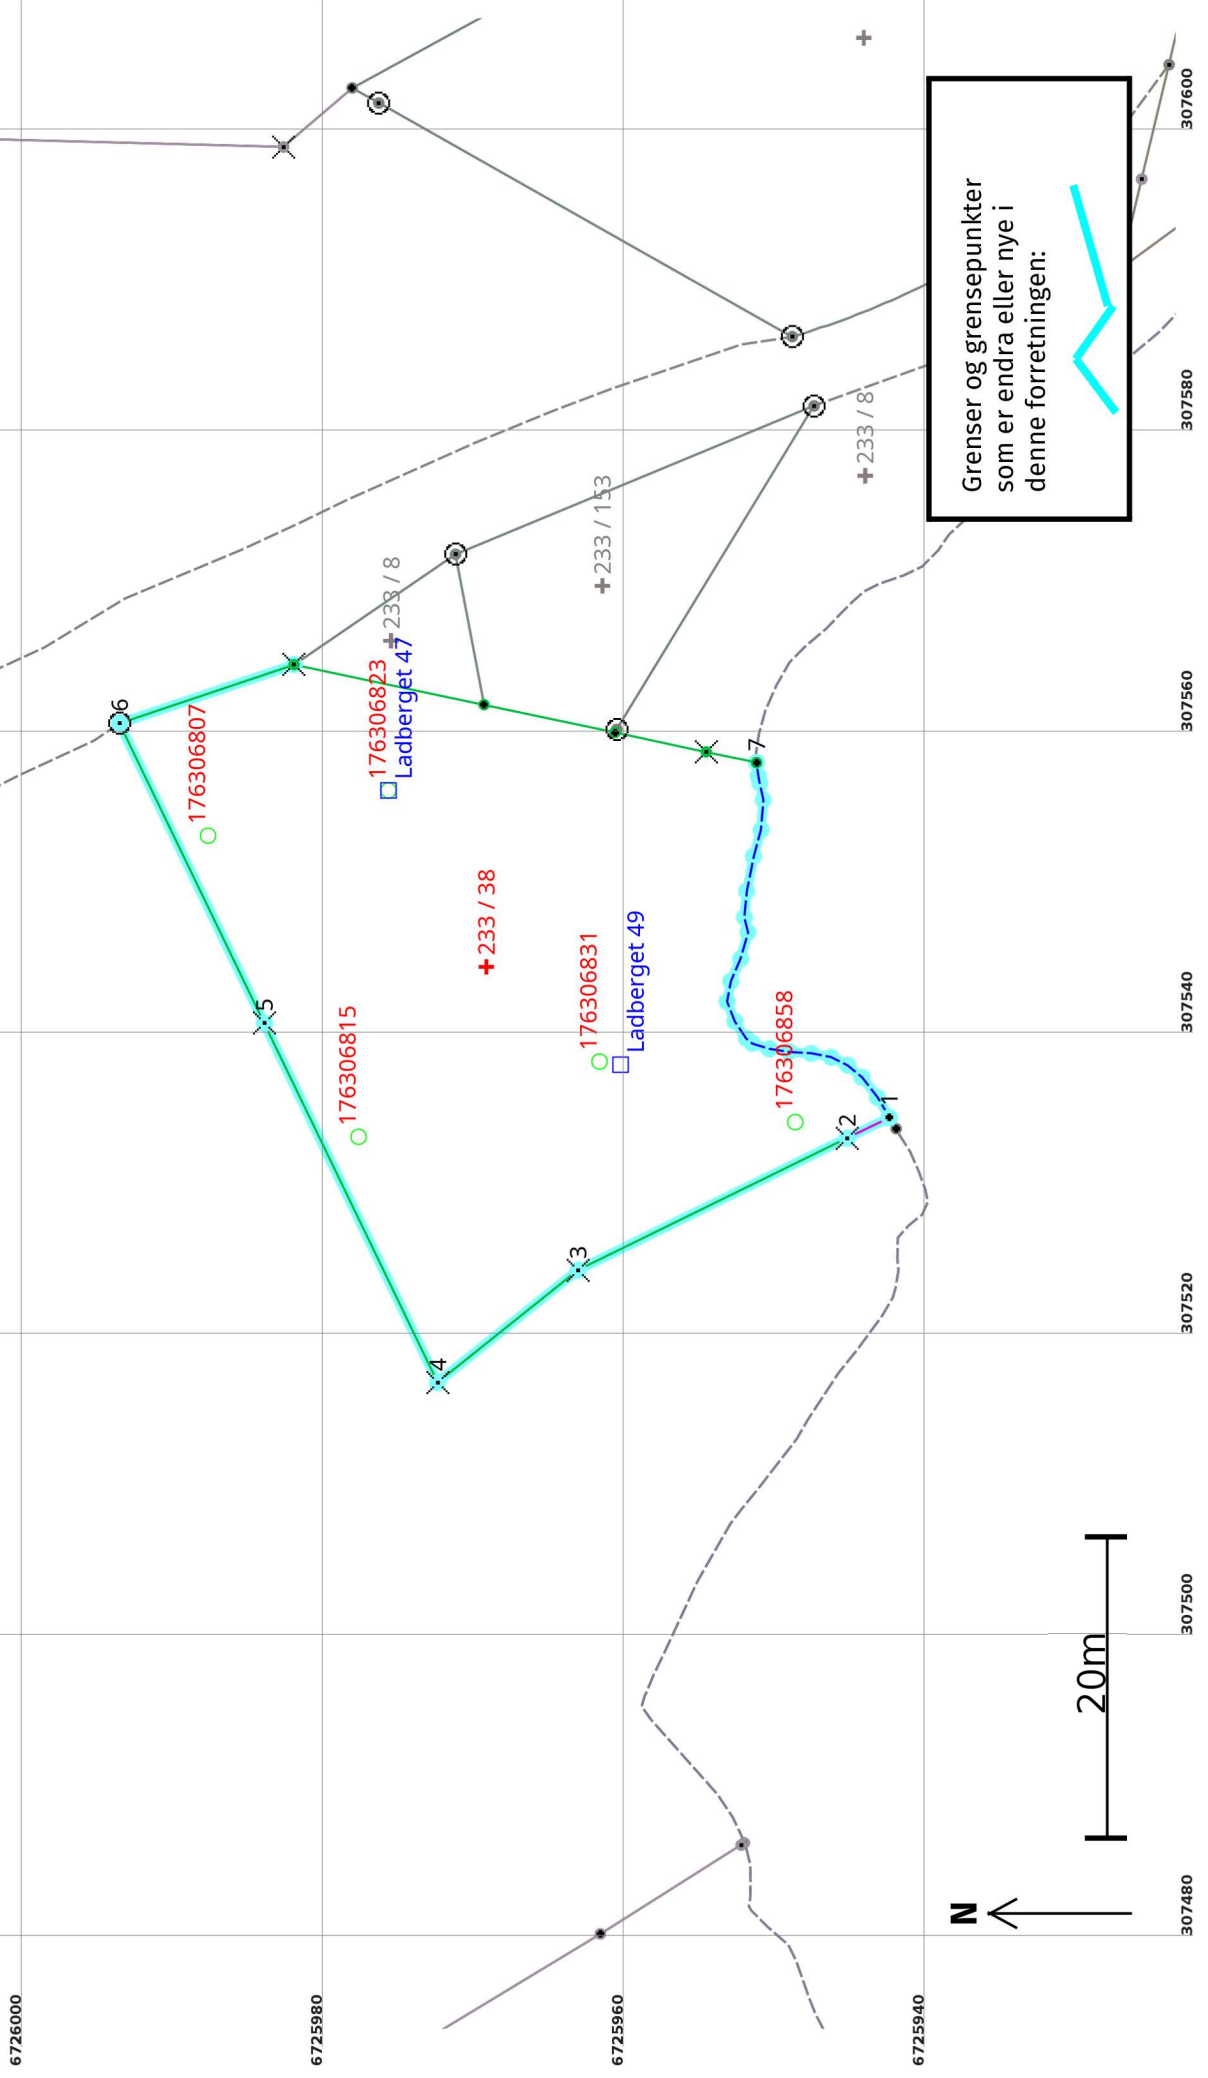 6726000
6725980
6725960
6725940
307480
307500
307520
307540
307560
307580
307600
6
176306807
5
176306815
4
176306823
Ladberget 47
233 / 8
233 / 38
3
176306831
Ladberget 49
233 / 153
7
2
176306858
1
233 / 8
Grenser og grensepunkter
som er endra eller nye i
denne forretningen:
N
20m